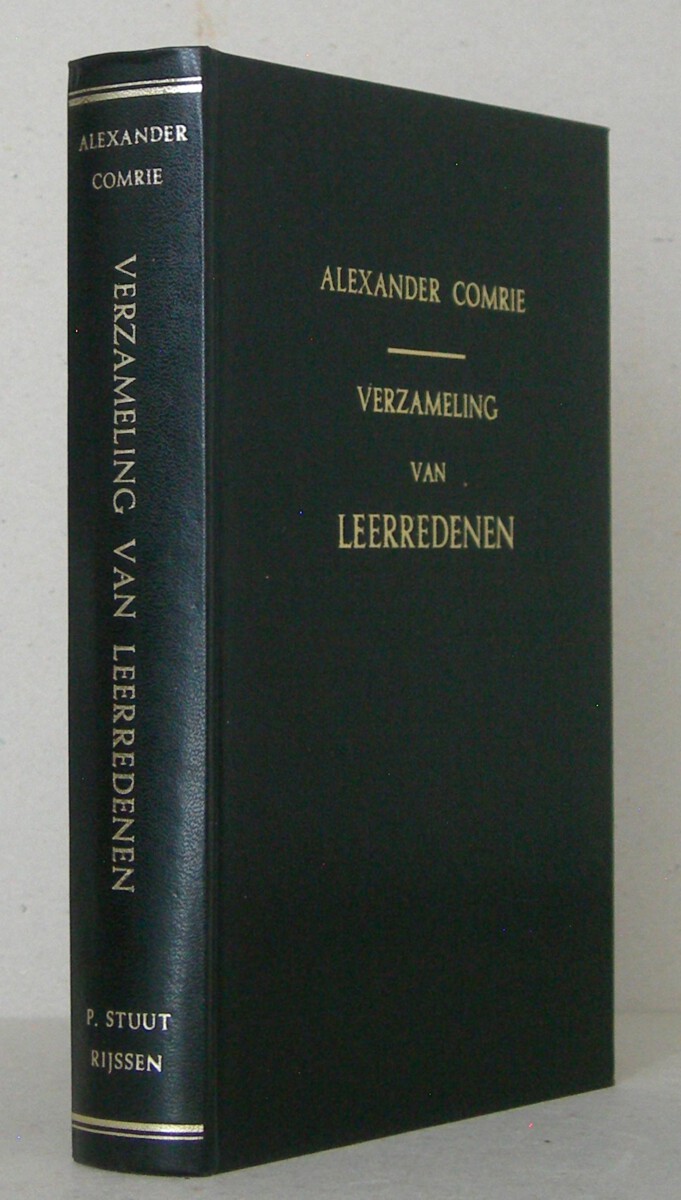 ALEXANDER
COMRIE
VERZAMELING VAN LEERREDENEN
P. STUUT
RIJSSEN
ALEXANDER COMRIE
VERZAMELING
VAN
LEERREDENEN